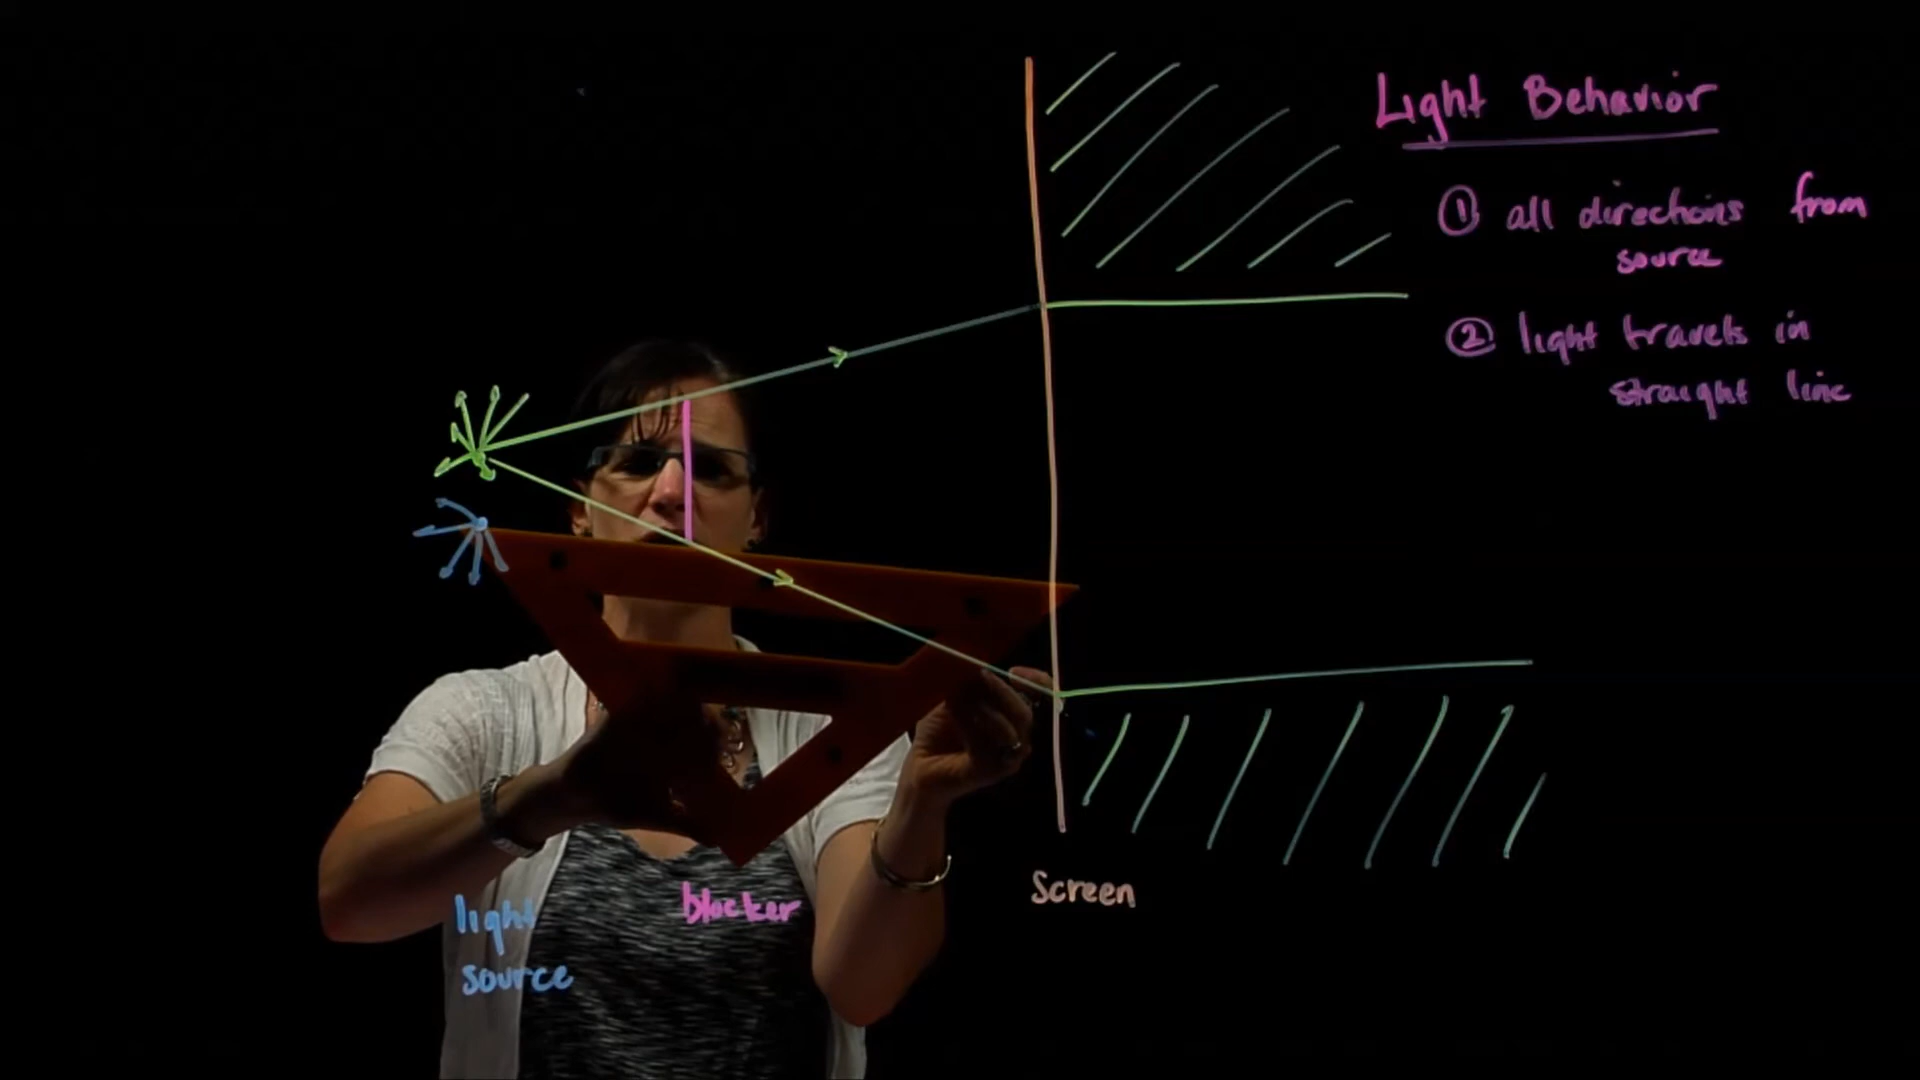 Light Behavior
① all directions from
source
② light travels in
straight line
Screen
blocker
light
source